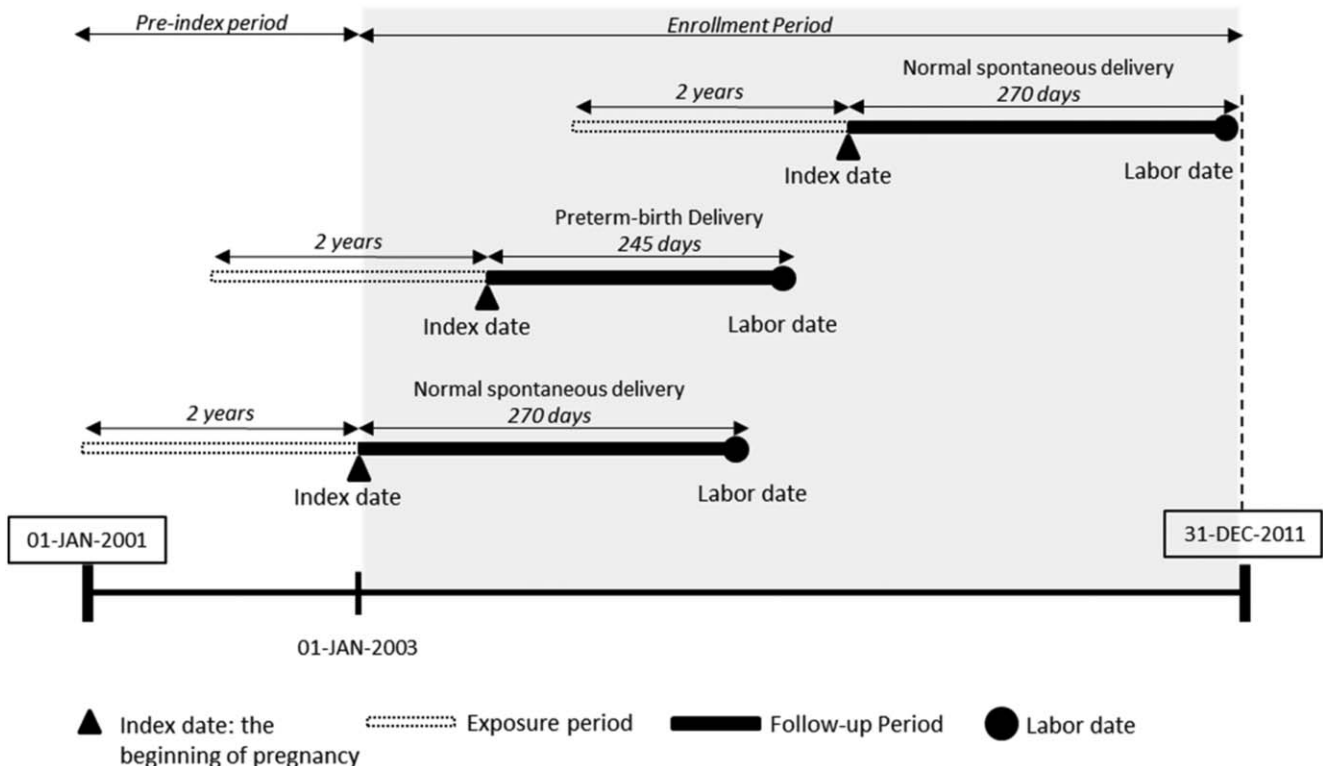 Pre-index period
Enrollment Period
Normal spontaneous delivery
2 years
270 days
Index date
Labor date
Preterm-birth Delivery
2 years
245 days
Index date
Labor date
Normal spontaneous delivery
2 years
270 days
Index date
Labor date
01-JAN-2001
31-DEC-2011
01-JAN-2003
Index date: the
beginning of pregnancy
Exposure period
Follow-up Period
Labor date